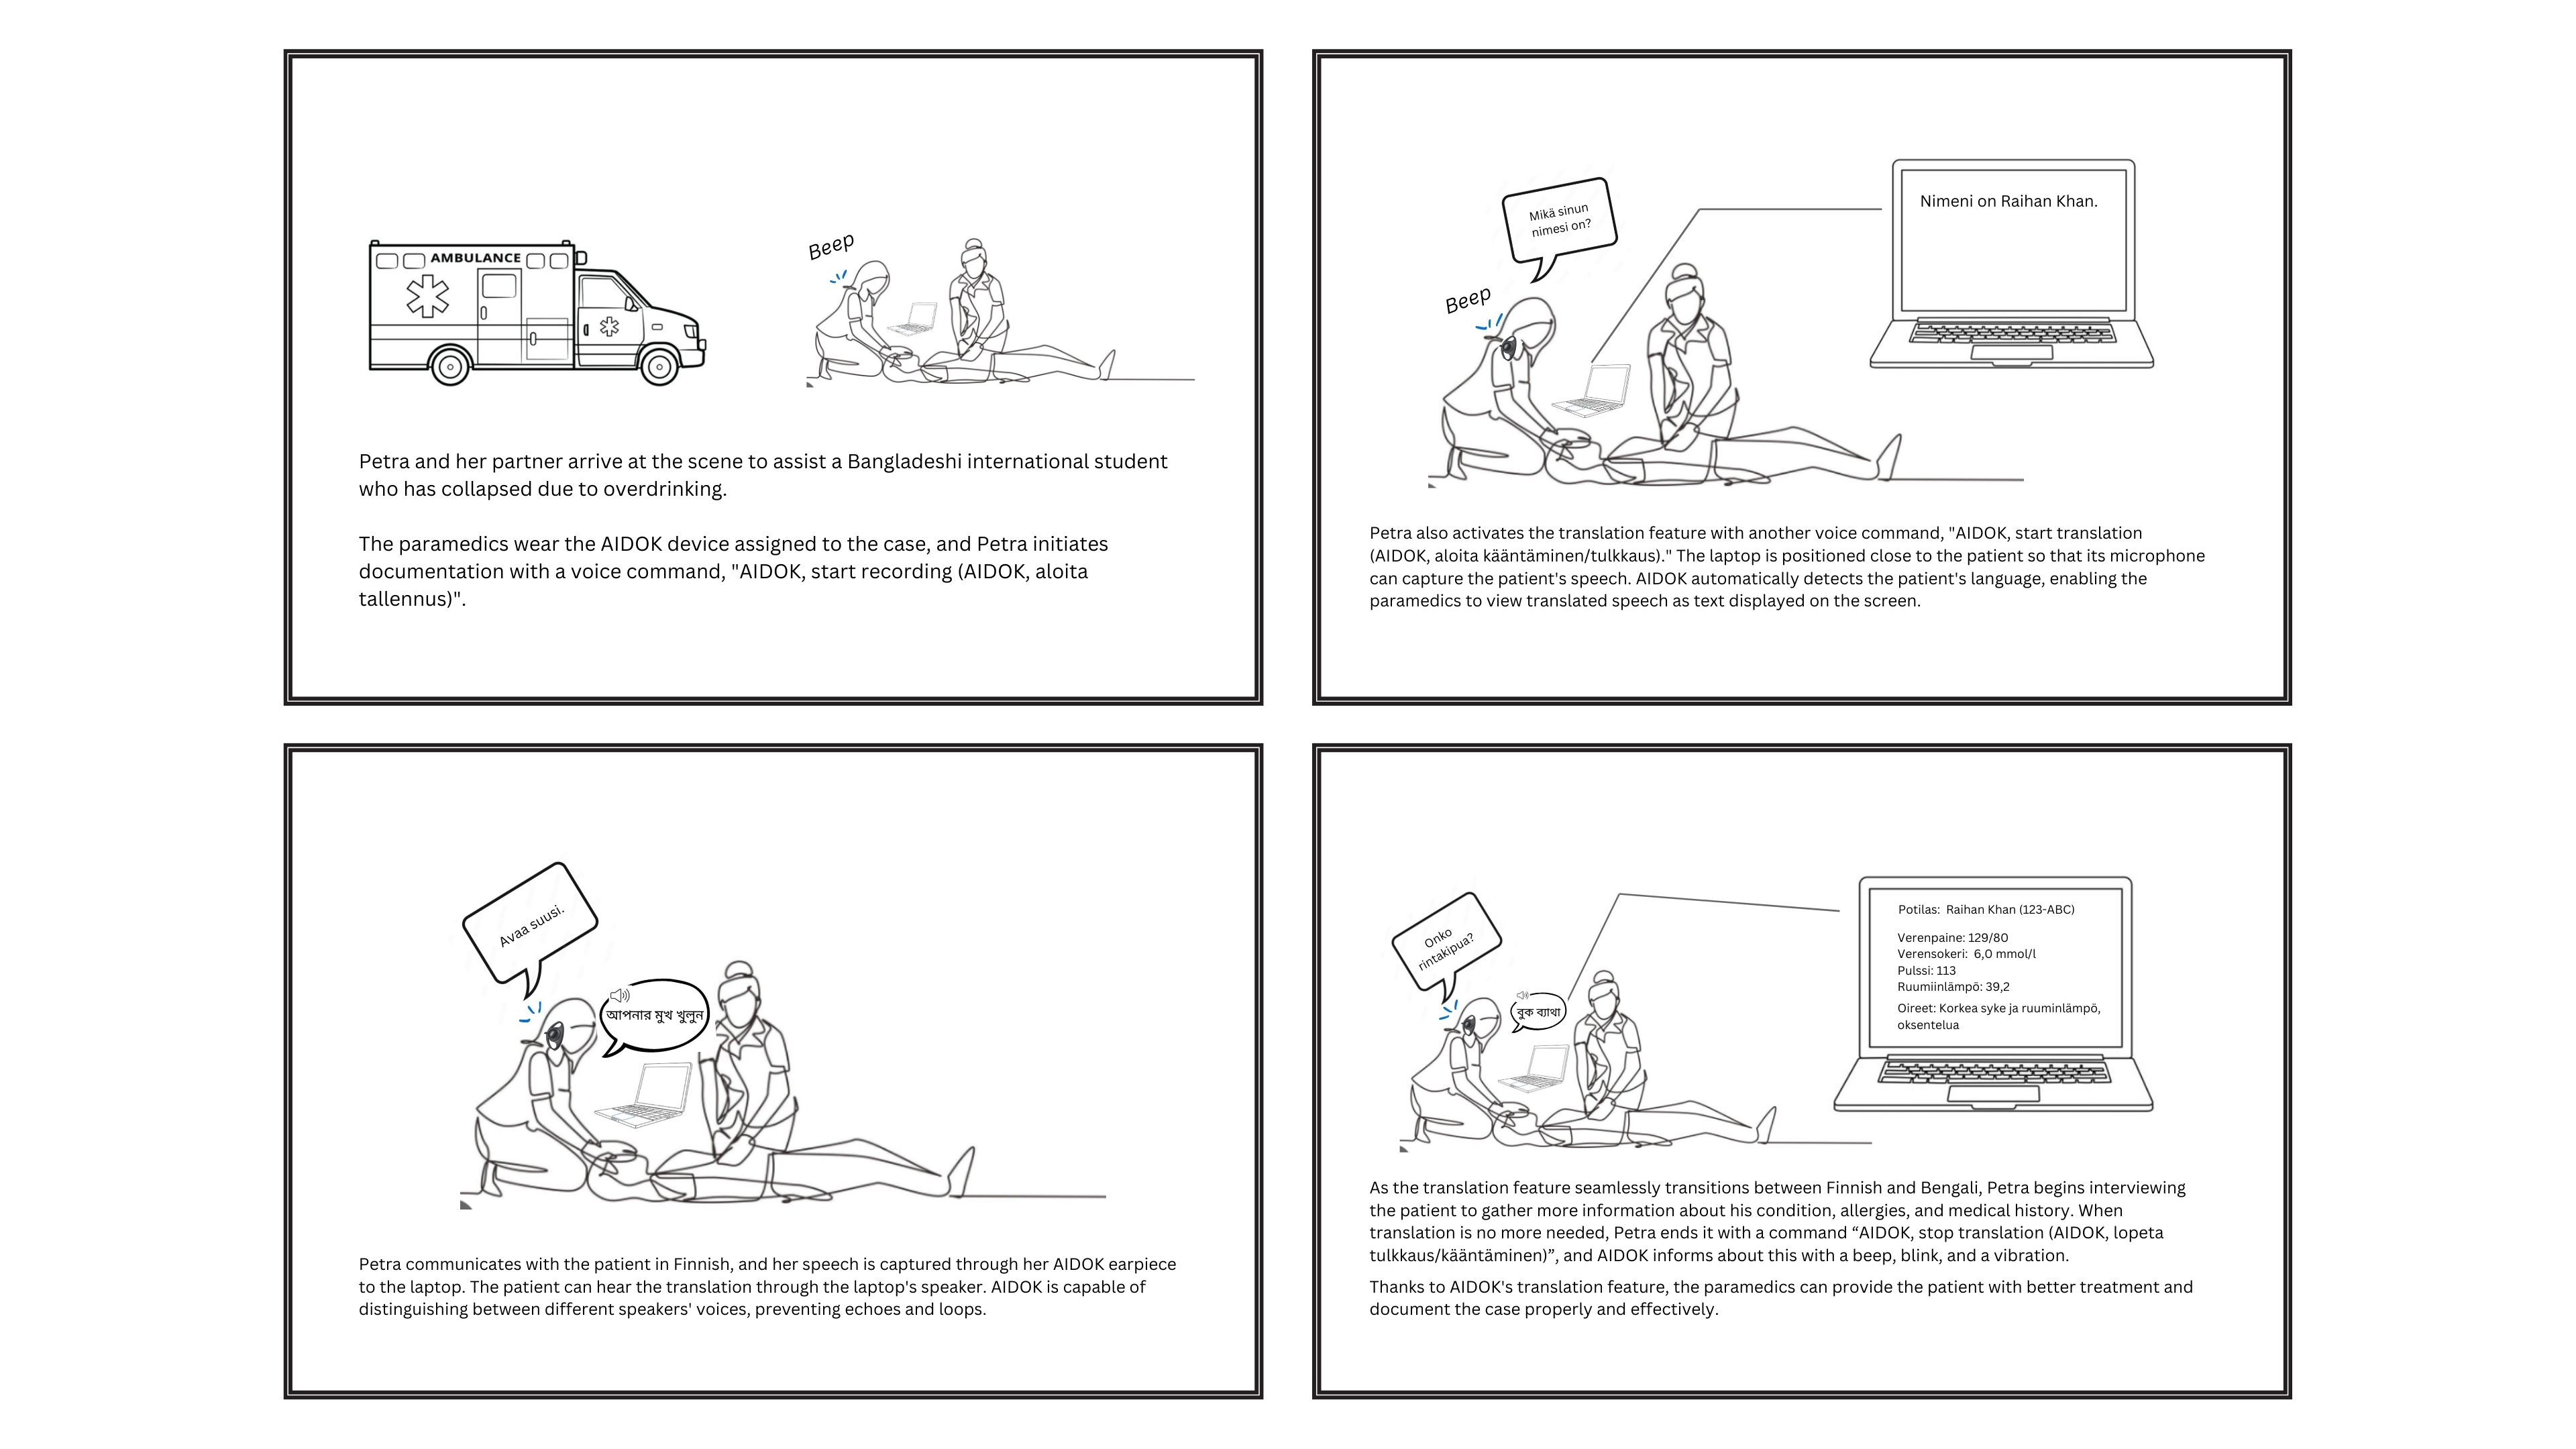 AMBULANCE
Beep
Petra and her partner arrive at the scene to assist a Bangladeshi international student
who has collapsed due to overdrinking.
The paramedics wear the AIDOK device assigned to the case, and Petra initiates
documentation with a voice command, "AIDOK, start recording (AIDOK, aloita
tallennus)".
Mikä sinun
nimesi on?
Beep
Nimeni on Raihan Khan.
Petra also activates the translation feature with another voice command, "AIDOK, start translation
(AIDOK, aloita kääntäminen/tulkkaus)." The laptop is positioned close to the patient so that its microphone
can capture the patient's speech. AIDOK automatically detects the patient's language, enabling the
paramedics to view translated speech as text displayed on the screen.
Avaa suusi.
আপনার মুখ খুলুন
Petra communicates with the patient in Finnish, and her speech is captured through her AIDOK earpiece
to the laptop. The patient can hear the translation through the laptop's speaker. AIDOK is capable of
distinguishing between different speakers' voices, preventing echoes and loops.
Onko
rintakipua?
বুক ব্যাথা
Potilas: Raihan Khan (123-ABC)
Verenpaine: 129/80
Verensokeri: 6,0 mmol/l
Pulssi: 113
Ruumiinlämpö: 39,2
Oireet: Korkea syke ja ruuminlämpö,
oksentelua
As the translation feature seamlessly transitions between Finnish and Bengali, Petra begins interviewing
the patient to gather more information about his condition, allergies, and medical history. When
translation is no more needed, Petra ends it with a command “AIDOK, stop translation (AIDOK, lopeta
tulkkaus/kääntäminen)”, and AIDOK informs about this with a beep, blink, and a vibration.
Thanks to AIDOK's translation feature, the paramedics can provide the patient with better treatment and
document the case properly and effectively.